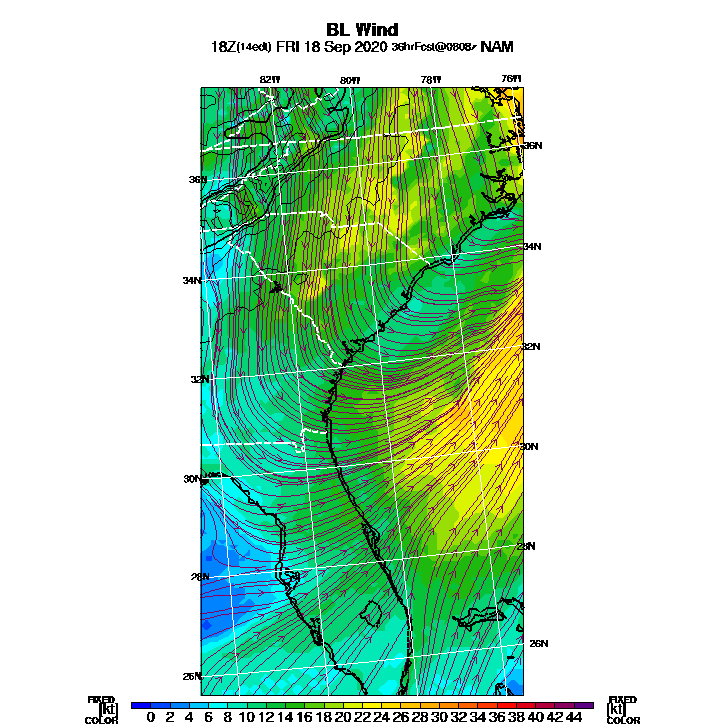 BL Wind
18Z(14edt) FRI 18 Sep 2020 36hrFcst@0808z NAM
82W 80W 78W 76W
36N
36N
34N
34N
32N
32N
30N
30N
28N
28N
26N
26N
FIXED FIXED
[kt] [kt]
0 2 4 6 8 10 12 14 16 18 20 22 24 26 28 30 32 34 36 38 40 42 44
COLOR COLOR